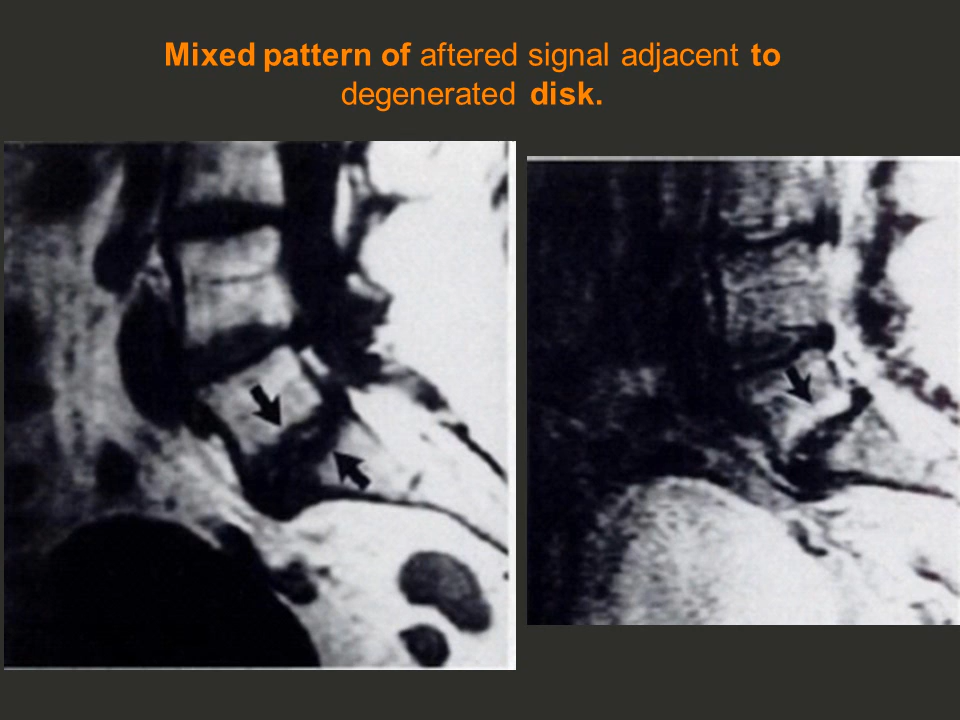 Mixed pattern of aftered signal adjacent to
degenerated disk.